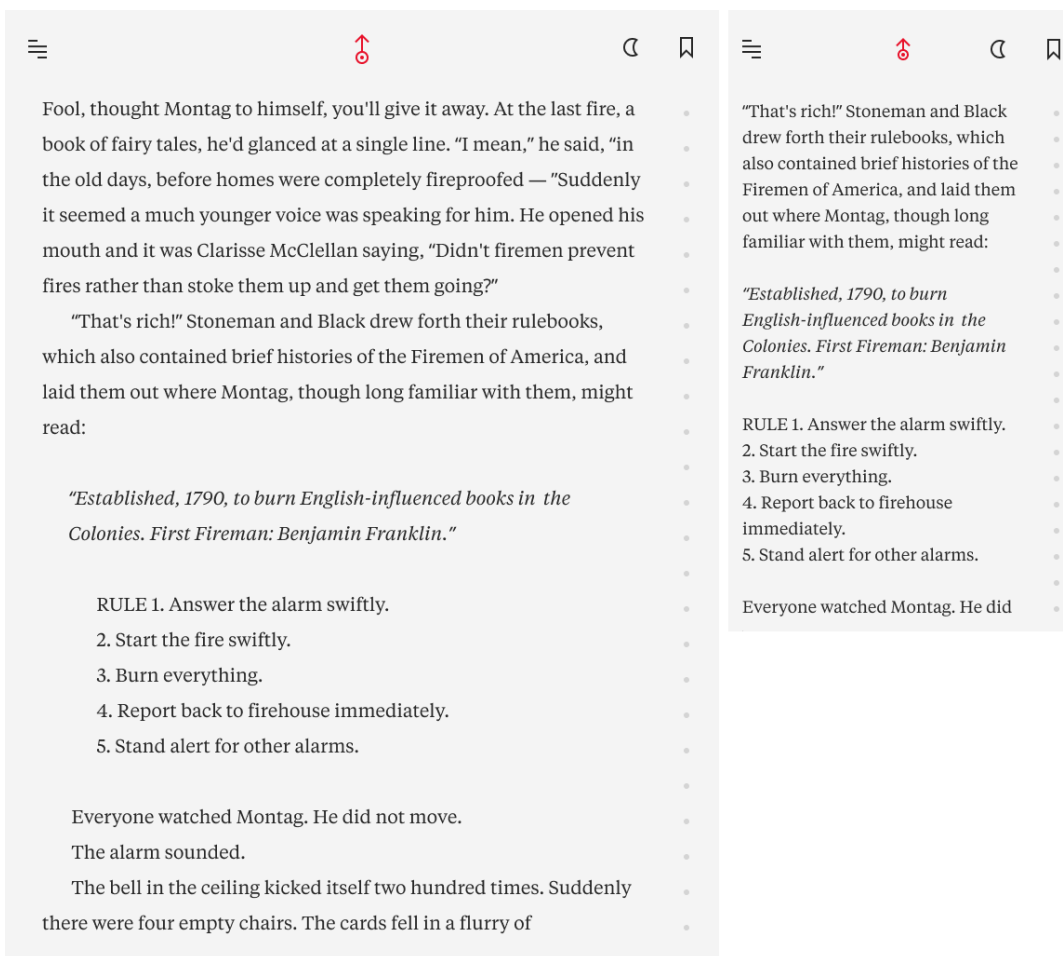 Fool, thought Montag to himself, you'll give it away. At the last fire, a
book of fairy tales, he'd glanced at a single line. “I mean,” he said, “in
the old days, before homes were completely fireproofed — ”Suddenly
it seemed a much younger voice was speaking for him. He opened his
mouth and it was Clarisse McClellan saying, “Didn't firemen prevent
fires rather than stoke them up and get them going?”
“That's rich!” Stoneman and Black drew forth their rulebooks,
which also contained brief histories of the Firemen of America, and
laid them out where Montag, though long familiar with them, might
read:
“Established, 1790, to burn English-influenced books in  the
Colonies. First Fireman: Benjamin Franklin.”
RULE 1. Answer the alarm swiftly.
2. Start the fire swiftly.
3. Burn everything.
4. Report back to firehouse immediately.
5. Stand alert for other alarms.
Everyone watched Montag. He did not move.
The alarm sounded.
The bell in the ceiling kicked itself two hundred times. Suddenly
there were four empty chairs. The cards fell in a flurry of
“That's rich!” Stoneman and Black
drew forth their rulebooks, which
also contained brief histories of the
Firemen of America, and laid them
out where Montag, though long
familiar with them, might read:
“Established, 1790, to burn
English-influenced books in  the
Colonies. First Fireman: Benjamin
Franklin.”
RULE 1. Answer the alarm swiftly.
2. Start the fire swiftly.
3. Burn everything.
4. Report back to firehouse
immediately.
5. Stand alert for other alarms.
Everyone watched Montag. He did